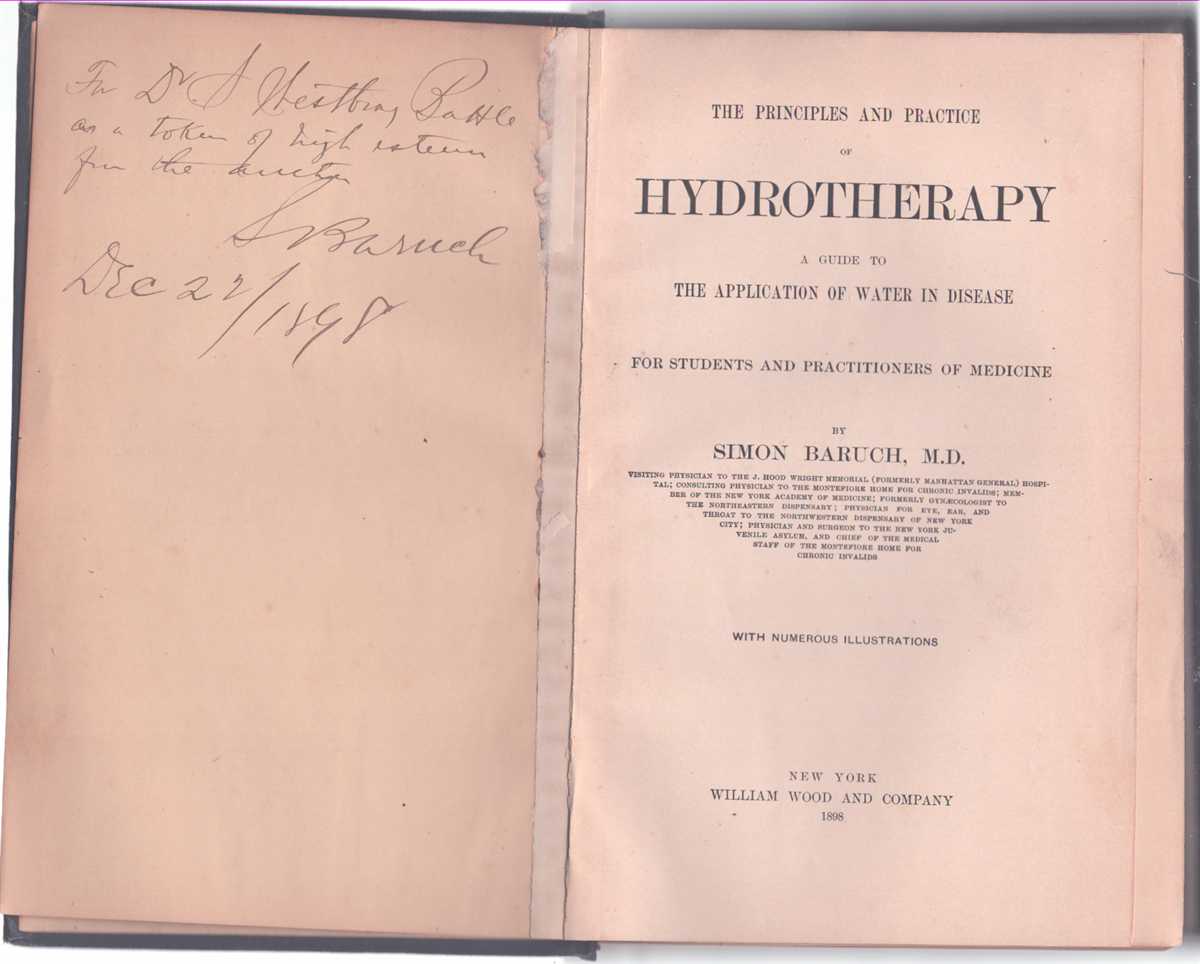 For Dr S Westray Battle
as a token of high esteem
from the author
S Baruch
Dec 27/1898
THE PRINCIPLES AND PRACTICE
OF
HYDROTHERAPY
A GUIDE TO
THE APPLICATION OF WATER IN DISEASE
FOR STUDENTS AND PRACTITIONERS OF MEDICINE
BY
SIMON BARUCH, M.D.
VISITING PHYSICIAN TO THE J. HOOD WRIGHT MEMORIAL (FORMERLY MANHATTAN GENERAL) HOSPI-
TAL; CONSULTING PHYSICIAN TO THE MONTEFIORE HOME FOR CHRONIC INVALIDS; MEM-
BER OF THE NEW YORK ACADEMY OF MEDICINE; FORMERLY GYNÆCOLOGIST TO
THE NORTHEASTERN DISPENSARY; PHYSICIAN FOR EYE, EAR, AND
THROAT TO THE NORTHWESTERN DISPENSARY OF NEW YORK
CITY; PHYSICIAN AND SURGEON TO THE NEW YORK JU-
VENILE ASYLUM, AND CHIEF OF THE MEDICAL
STAFF OF THE MONTEFIORE HOME FOR
CHRONIC INVALIDS
WITH NUMEROUS ILLUSTRATIONS
NEW YORK
WILLIAM WOOD AND COMPANY
1898